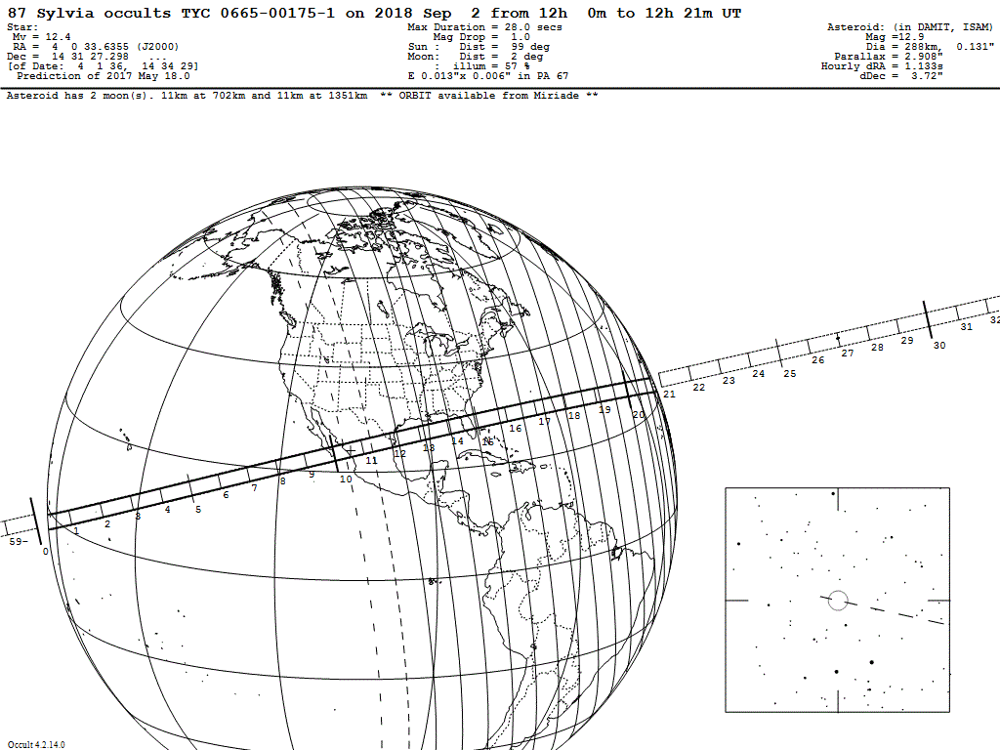 87 Sylvia occults TYC 0665-00175-1 on 2018 Sep  2 from 12h  0m to 12h 21m UT
Star:
Mv = 12.4
RA =  4  0 33.6355 (J2000)
Dec =  14 31 27.298   ...
[of Date:  4  1 36,  14 34 29]
Prediction of 2017 May 18.0
Max Duration = 28.0 secs
Mag Drop =  1.0
Sun :   Dist =  99 deg
Moon:   Dist =  2 deg
:  illum = 57 %
E 0.013"x 0.006" in PA 67
Asteroid: (in DAMIT, ISAM)
Mag =12.9
Dia = 288km,  0.131"
Parallax = 2.908"
Hourly dRA = 1.133s
dDec =  3.72"
Asteroid has 2 moon(s). 11km at 702km and 11km at 1351km  ** ORBIT available from Miriade **
59-
0
1
2
3
4
5
6
7
8
9
10
11
12
13
14
15
16
17
18
19
20
21
22
23
24
25
26
27
28
29
30
31
32
Occult 4.2.14.0